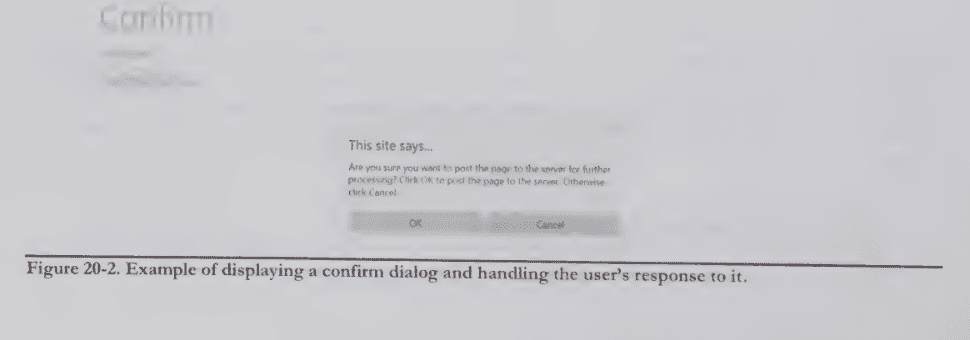 Confirm
This site says...
Are you sure you want to post the page to the server for further
processing? Click OK to post the page to the server. Otherwise
click Cancel.
OK
Cancel
Figure 20-2. Example of displaying a confirm dialog and handling the user's response to it.